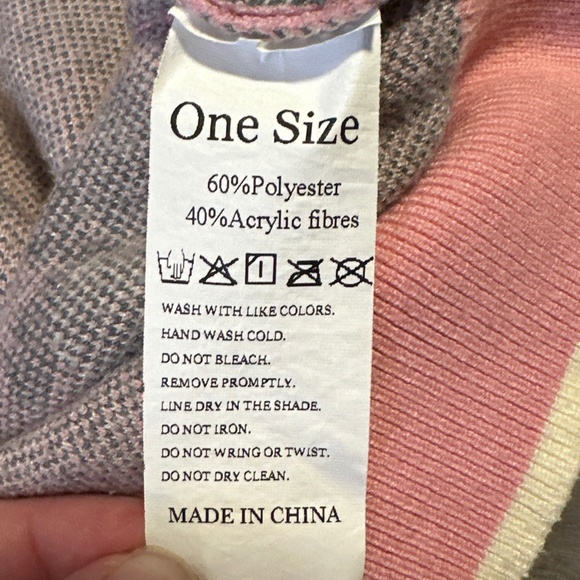 One Size
60%Polyester
40%Acrylic fibres
WASH WITH LIKE COLORS.
HAND WASH COLD.
DO NOT BLEACH.
REMOVE PROMPTLY.
LINE DRY IN THE SHADE.
DO NOT IRON.
DO NOT WRING OR TWIST.
DO NOT DRY CLEAN.
MADE IN CHINA